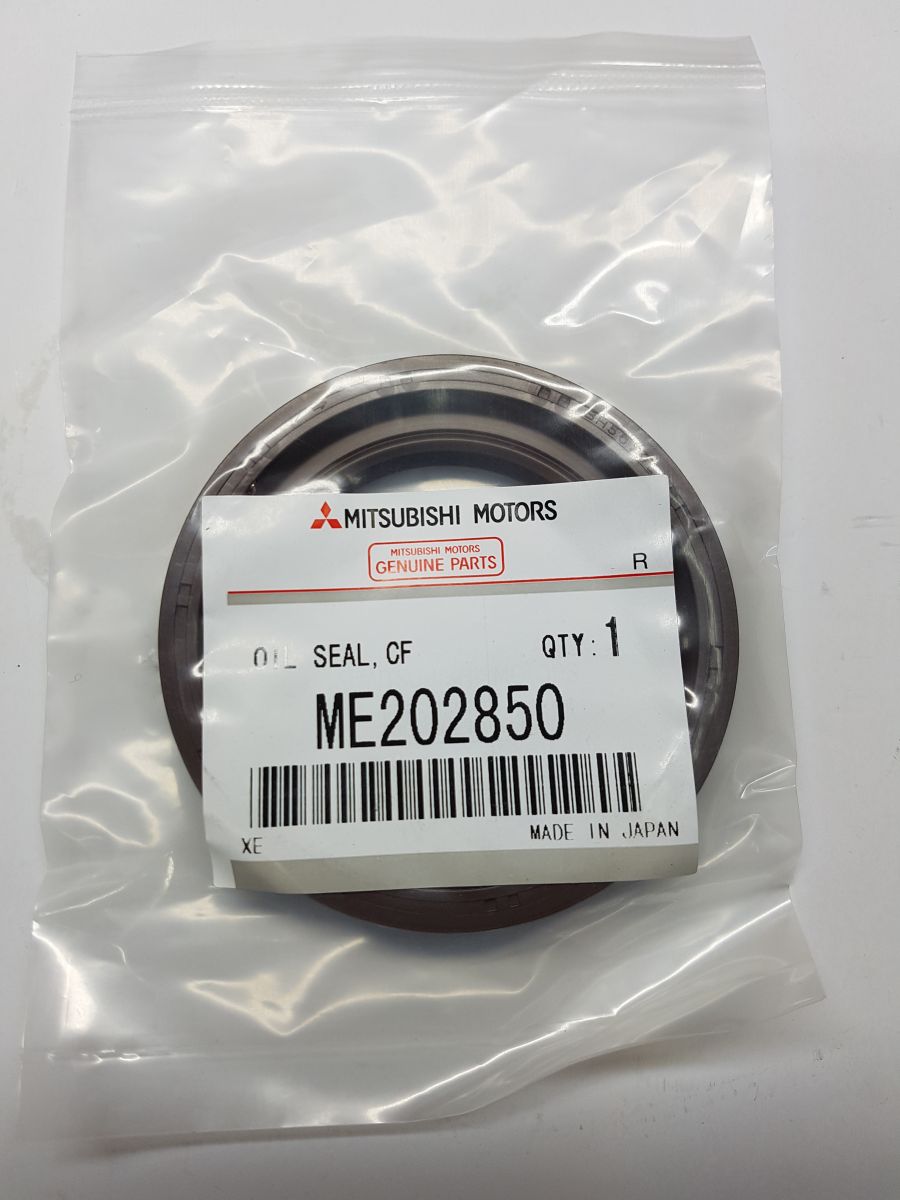 MITSUBISHI MOTORS
MITSUBISHI MOTORS
GENUINE PARTS
R
OIL SEAL, CF QTY: 1
ME202850
XE MADE IN JAPAN